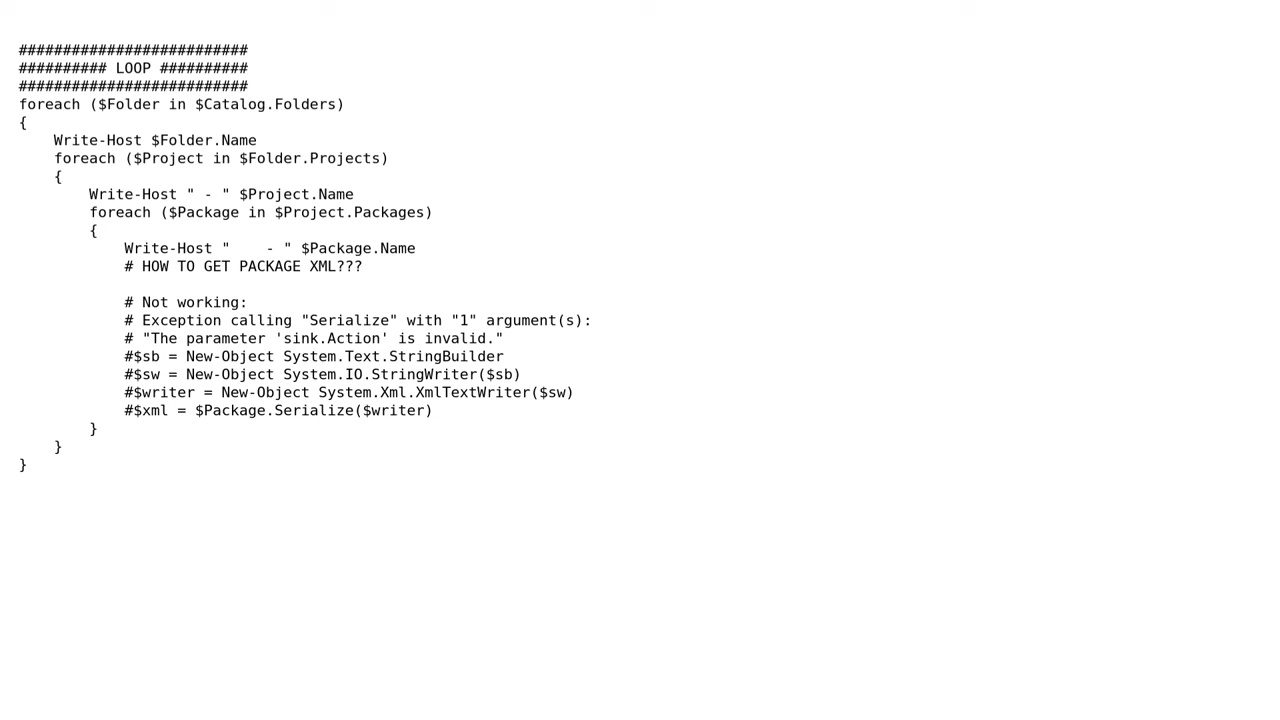 ##########################
########## LOOP ##########
##########################
foreach ($Folder in $Catalog.Folders)
{
    Write-Host $Folder.Name
    foreach ($Project in $Folder.Projects)
    {
        Write-Host " - " $Project.Name
        foreach ($Package in $Project.Packages)
        {
            Write-Host "    - " $Package.Name
            # HOW TO GET PACKAGE XML???

            # Not working:
            # Exception calling "Serialize" with "1" argument(s):
            # "The parameter 'sink.Action' is invalid."
            #$sb = New-Object System.Text.StringBuilder
            #$sw = New-Object System.IO.StringWriter($sb)
            #$writer = New-Object System.Xml.XmlTextWriter($sw)
            #$xml = $Package.Serialize($writer)
        }
    }
}